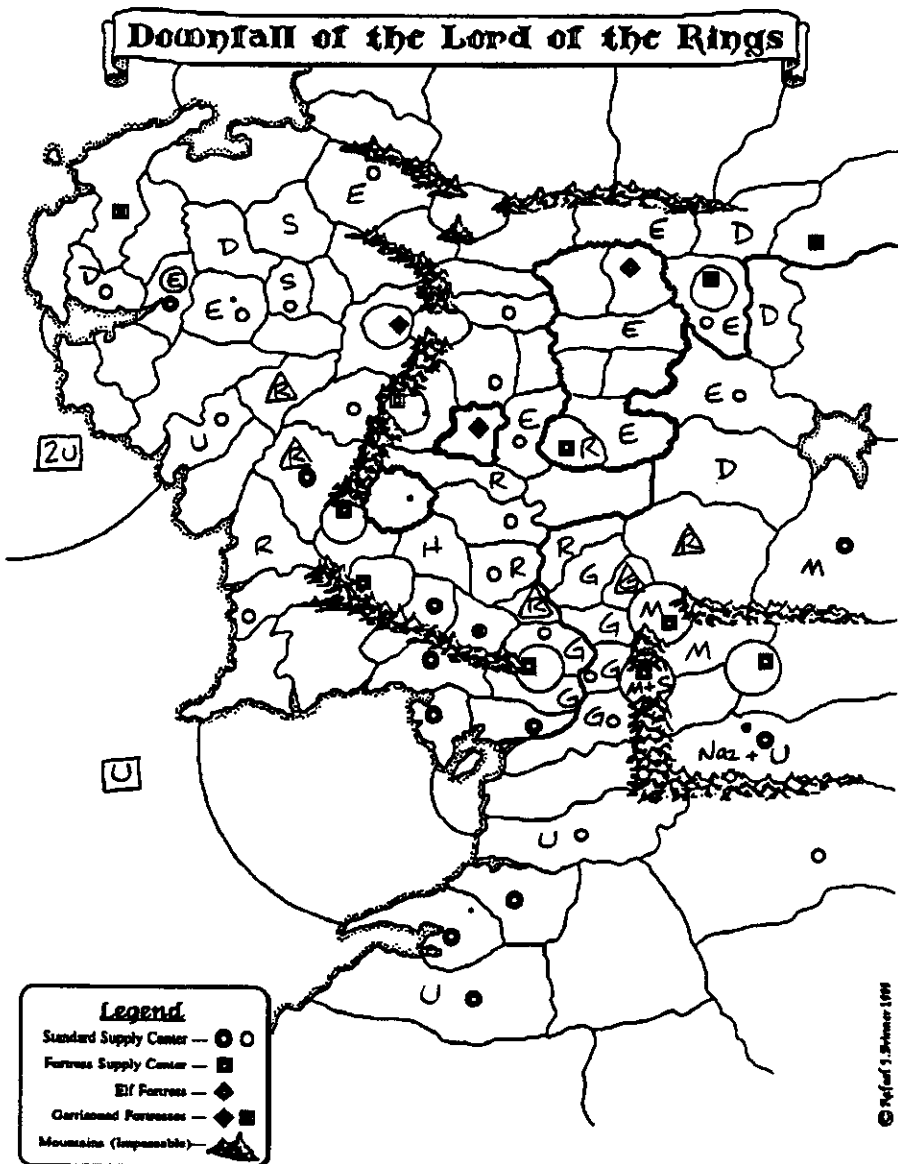 Downfall of the Lord of the Rings
E
S
D
E D
D
E
S
E
E
E
D
E
R
E
E
U
R
E
2U
R
R
D
R
H
R
R
R
G
R
M
R
M
G
G
G
M
M+
G
G
Naz + U
U
U
U
Legend
Standard Supply Center
Fortress Supply Center
Elf Fortress
Garrisoned Fortresses
Mountains (Impassable)